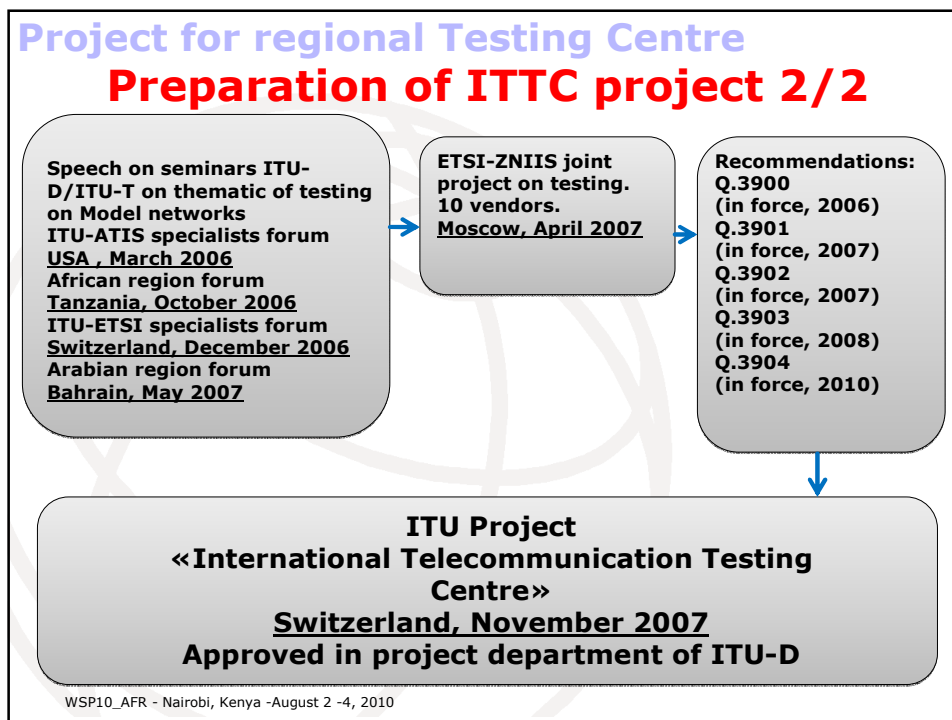 Project for regional Testing Centre
Preparation of ITTC project 2/2
Speech on seminars ITU-
D/ITU-T on thematic of testing
on Model networks
ITU-ATIS specialists forum
USA , March 2006
African region forum
Tanzania, October 2006
ITU-ETSI specialists forum
Switzerland, December 2006
Arabian region forum
Bahrain, May 2007
ETSI-ZNIIS joint
project on testing.
10 vendors.
Moscow, April 2007
Recommendations:
Q.3900
(in force, 2006)
Q.3901
(in force, 2007)
Q.3902
(in force, 2007)
Q.3903
(in force, 2008)
Q.3904
(in force, 2010)
ITU Project
«International Telecommunication Testing
Centre»
Switzerland, November 2007
Approved in project department of ITU-D
WSP10_AFR - Nairobi, Kenya -August 2 -4, 2010